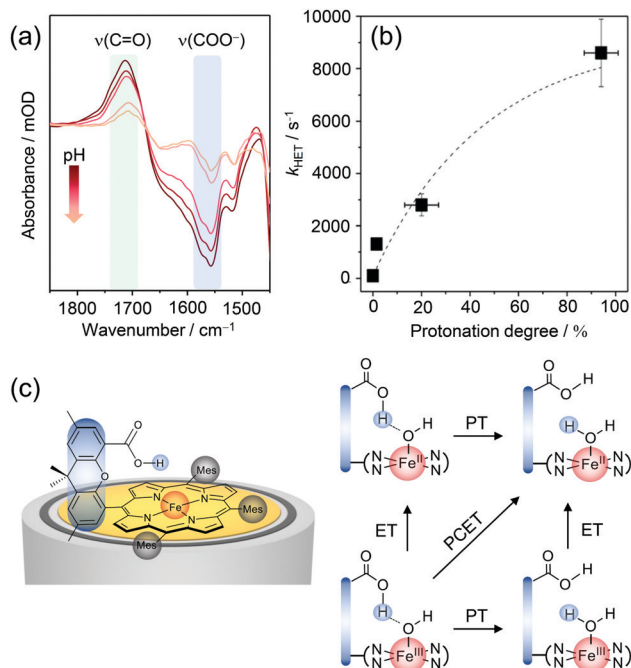 (a)
ν(C=O) ν(COO⁻)
Absorbance / mOD
pH
1800 1700 1600 1500
Wavenumber / cm⁻¹
(b)
k_HET / s⁻¹
10000
8000
6000
4000
2000
0
0 20 40 60 80 100
Protonation degree / %
(c)
O
O H
O
Mes
N N
Fe
N N
Mes
Mes
O
O
H H
O
N N
Fe^II
N N
PT
O
O H
H H
O
N N
Fe^II
N N
ET
PCET
ET
O
O
H H
O
N N
Fe^III
N N
PT
O
O H
H H
O
N N
Fe^III
N N